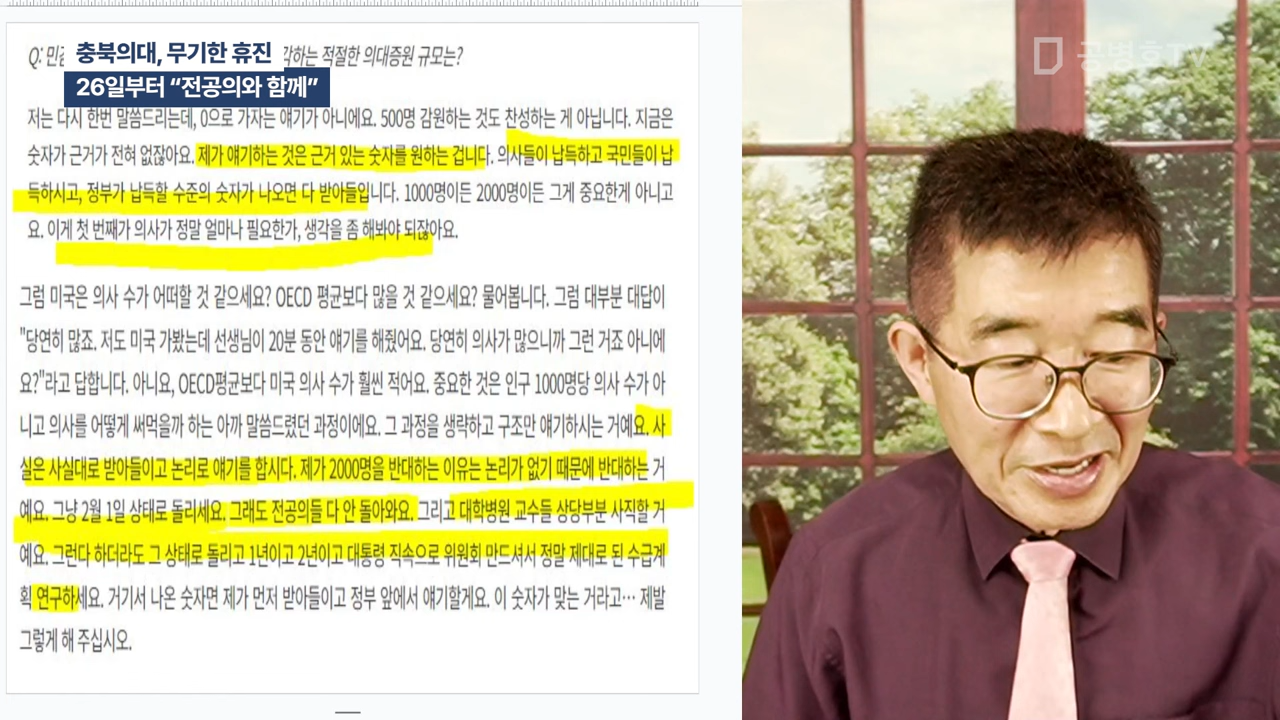 Q: 민
각하는 적절한 의대증원 규모는?
충북의대, 무기한 휴진
26일부터 “전공의와 함께”
저는 다시 한번 말씀드리는데, 0으로 가자는 얘기가 아니에요. 500명 감원하는 것도 찬성하는 게 아닙니다. 지금은
숫자가 근거가 전혀 없잖아요. 제가 얘기하는 것은 근거 있는 숫자를 원하는 겁니다. 의사들이 납득하고 국민들이 납
득하시고, 정부가 납득할 수준의 숫자가 나오면 다 받아들입니다. 1000명이든 2000명이든 그게 중요한게 아니고
요. 이게 첫 번째가 의사가 정말 얼마나 필요한가, 생각을 좀 해봐야 되잖아요.
그럼 미국은 의사 수가 어떠할 것 같으세요? OECD 평균보다 많을 것 같으세요? 물어봅니다. 그럼 대부분 대답이
"당연히 많죠. 저도 미국 가봤는데 선생님이 20분 동안 얘기를 해줬어요. 당연히 의사가 많으니까 그런 거죠 아니에
요?"라고 답합니다. 아니요, OECD평균보다 미국 의사 수가 훨씬 적어요. 중요한 것은 인구 1000명당 의사 수가 아
니고 의사를 어떻게 써먹을까 하는 아까 말씀드렸던 과정이에요. 그 과정을 생략하고 구조만 얘기하시는 거예요. 사
실은 사실대로 받아들이고 논리로 얘기를 합시다. 제가 2000명을 반대하는 이유는 논리가 없기 때문에 반대하는 거
예요. 그냥 2월 1일 상태로 돌리세요. 그래도 전공의들 다 안 돌아와요. 그리고 대학병원 교수들 상당부분 사직할 거
예요. 그런다 하더라도 그 상태로 돌리고 1년이고 2년이고 대통령 직속으로 위원회 만드셔서 정말 제대로 된 수급계
획 연구하세요. 거기서 나온 숫자면 제가 먼저 받아들이고 정부 앞에서 얘기할게요. 이 숫자가 맞는 거라고… 제발
그렇게 해 주십시오.
공병호TV